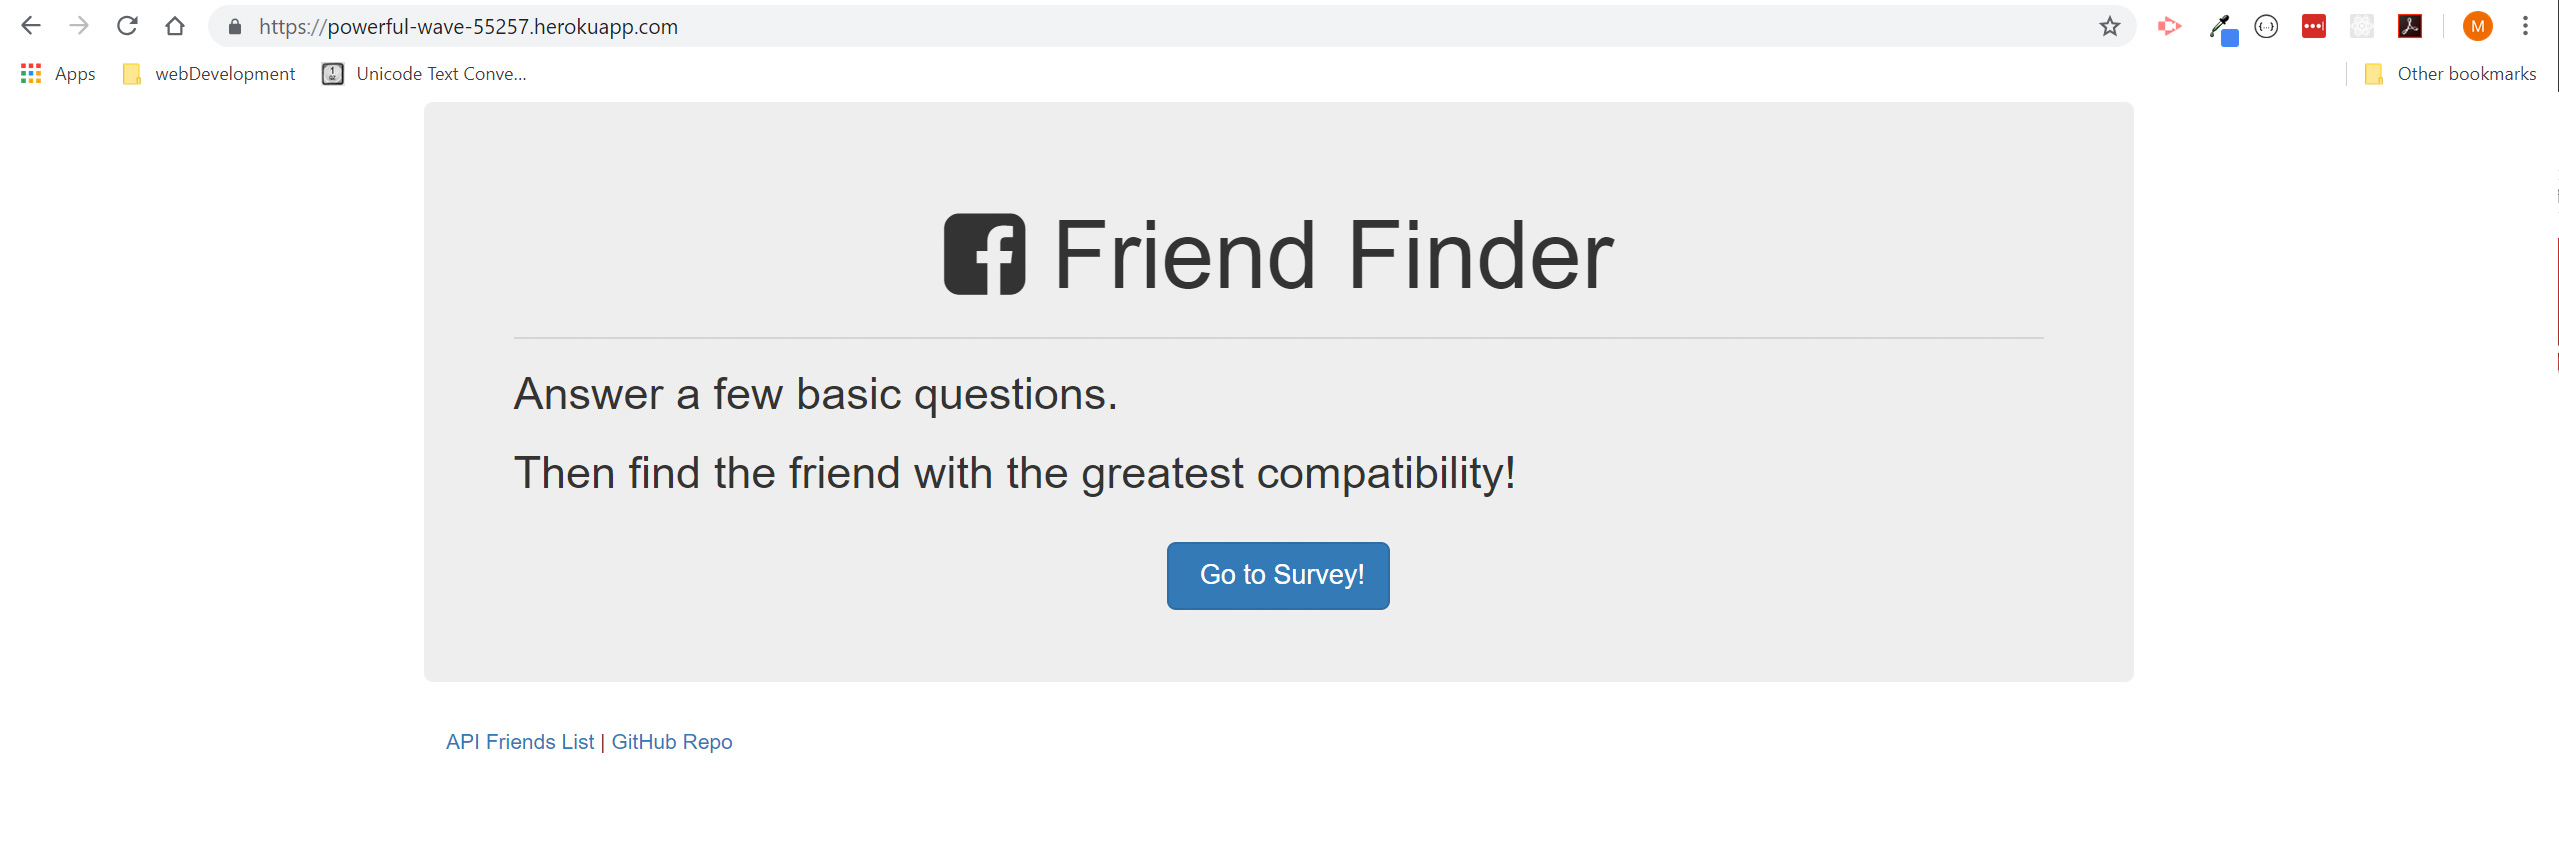 https://powerful-wave-55257.herokuapp.com
M
Apps
webDevelopment
Unicode Text Conve...
Other bookmarks
Friend Finder
Answer a few basic questions.
Then find the friend with the greatest compatibility!
Go to Survey!
API Friends List | GitHub Repo